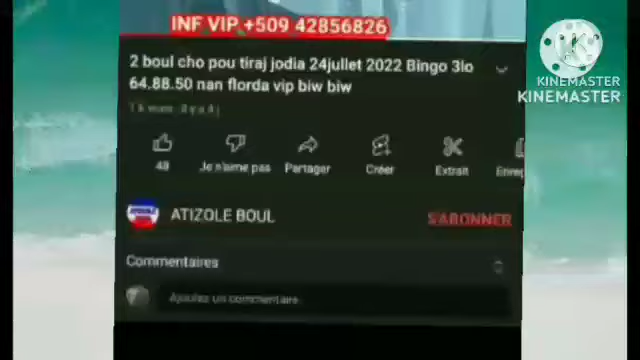 INF VIP +509 42856826
2 boul cho pou tiraj jodia 24jullet 2022 Bingo 3lo
64.88.50 nan florda vip biw biw
48
Je n'aime pas
Partager
Créer
Extrait
ATIZOLE BOUL
S'ABONNER
Commentaires
Ajoutez un commentaire
KINEMASTER
KINEMASTER